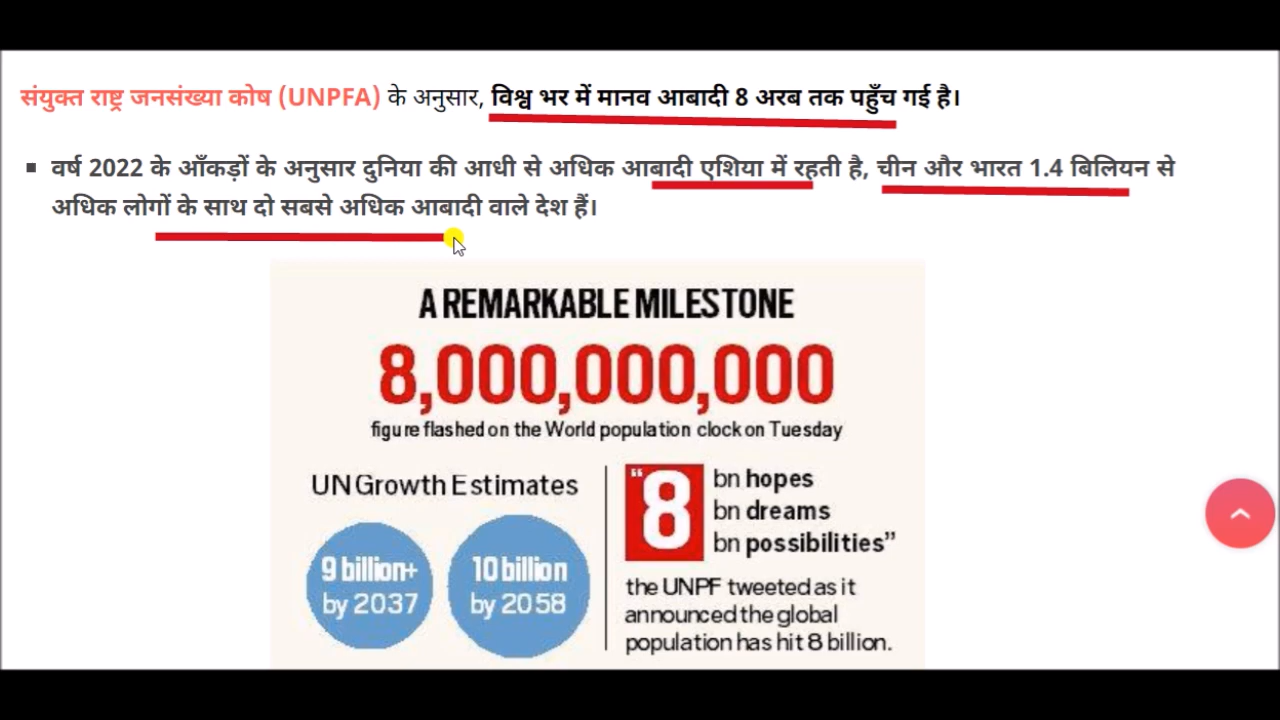 संयुक्त राष्ट्र जनसंख्या कोष (UNPFA) के अनुसार, विश्व भर में मानव आबादी 8 अरब तक पहुँच गई है।
▪ वर्ष 2022 के आँकड़ों के अनुसार दुनिया की आधी से अधिक आबादी एशिया में रहती है, चीन और भारत 1.4 बिलियन से
अधिक लोगों के साथ दो सबसे अधिक आबादी वाले देश हैं।
A REMARKABLE MILESTONE
8,000,000,000
figure flashed on the World population clock on Tuesday
UN Growth Estimates
9 billion+
by 2037
10 billion
by 2058
“8
bn hopes
bn dreams
bn possibilities”
the UNPF tweeted as it
announced the global
population has hit 8 billion.